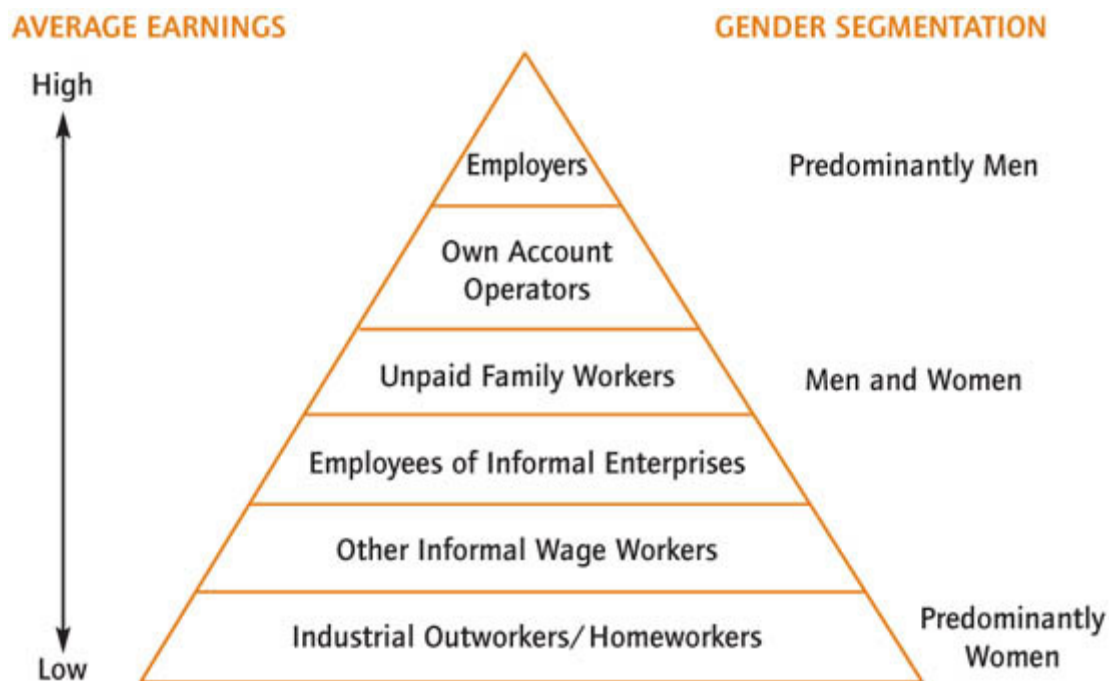 AVERAGE EARNINGS
GENDER SEGMENTATION
High
Employers
Predominantly Men
Own Account
Operators
Unpaid Family Workers
Men and Women
Employees of Informal Enterprises
Other Informal Wage Workers
Industrial Outworkers/Homeworkers
Predominantly
Women
Low